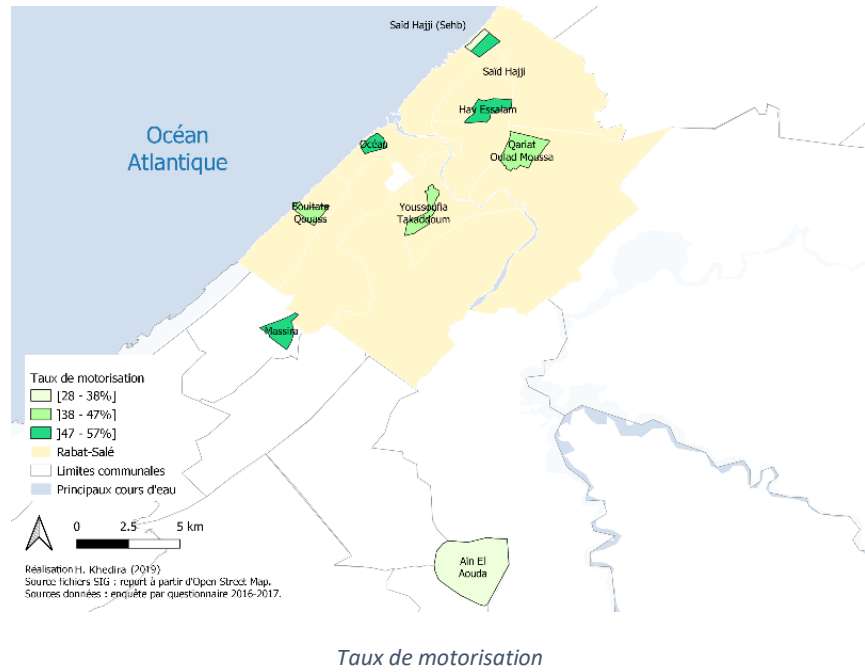 Saïd Hajji (Sehb)
Saïd Hajji
Hay Essalam
Océan
Atlantique
Océan
Qariat
Oulad Moussa
Bouitate
Qouass
Youssoufia
Takaddoum
Massira
Taux de motorisation
[28 - 38%]
]38 - 47%]
]47 - 57%]
Rabat-Salé
Limites communales
Principaux cours d'eau
0 2.5 5 km
Ain El
Aouda
Réalisation H. Khedira (2019)
Source fichiers SIG : report à partir d'Open Street Map.
Sources données : enquête par questionnaire 2016-2017.
Taux de motorisation